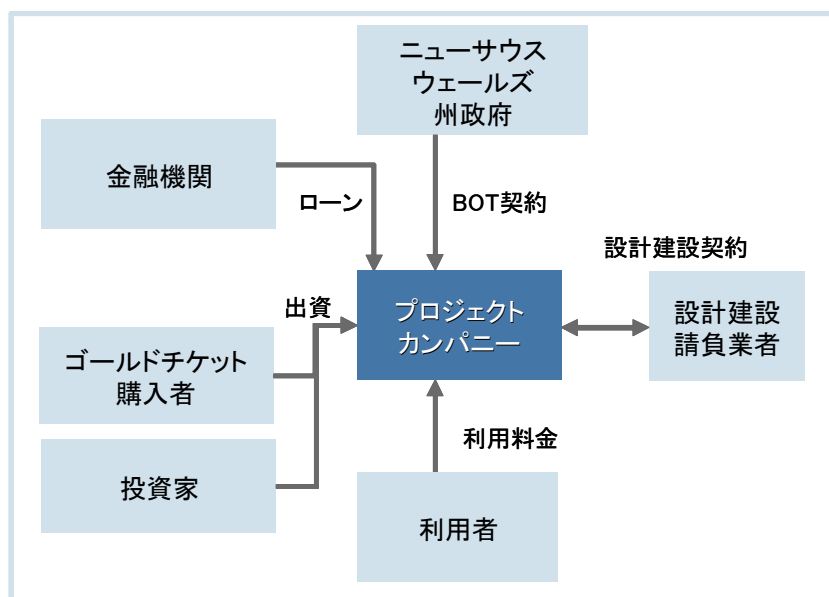 ニューサウス
ウェールズ
州政府
金融機関
ローン
BOT契約
設計建設契約
出資
プロジェクト
カンパニー
設計建設
請負業者
ゴールドチケット
購入者
利用料金
投資家
利用者